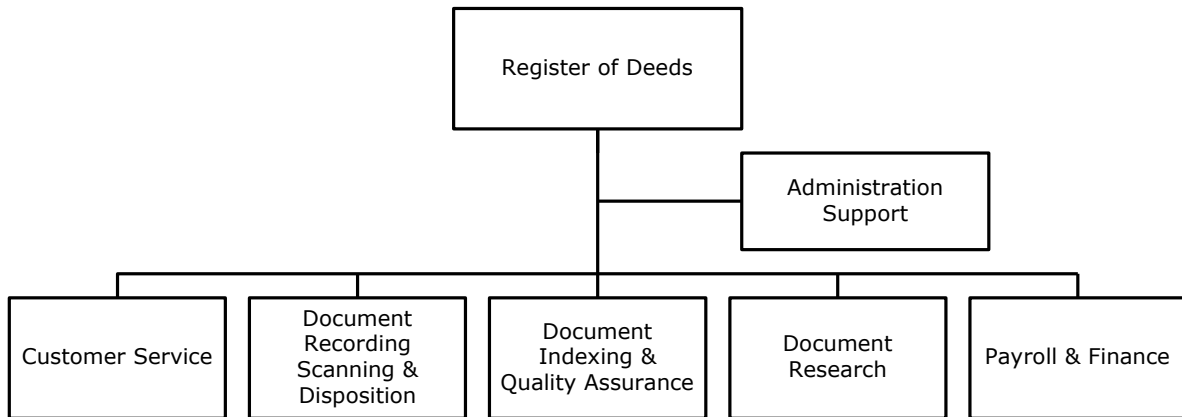 Register of Deeds
Administration
Support
Customer Service
Document
Recording
Scanning &
Disposition
Document
Indexing &
Quality Assurance
Document
Research
Payroll & Finance